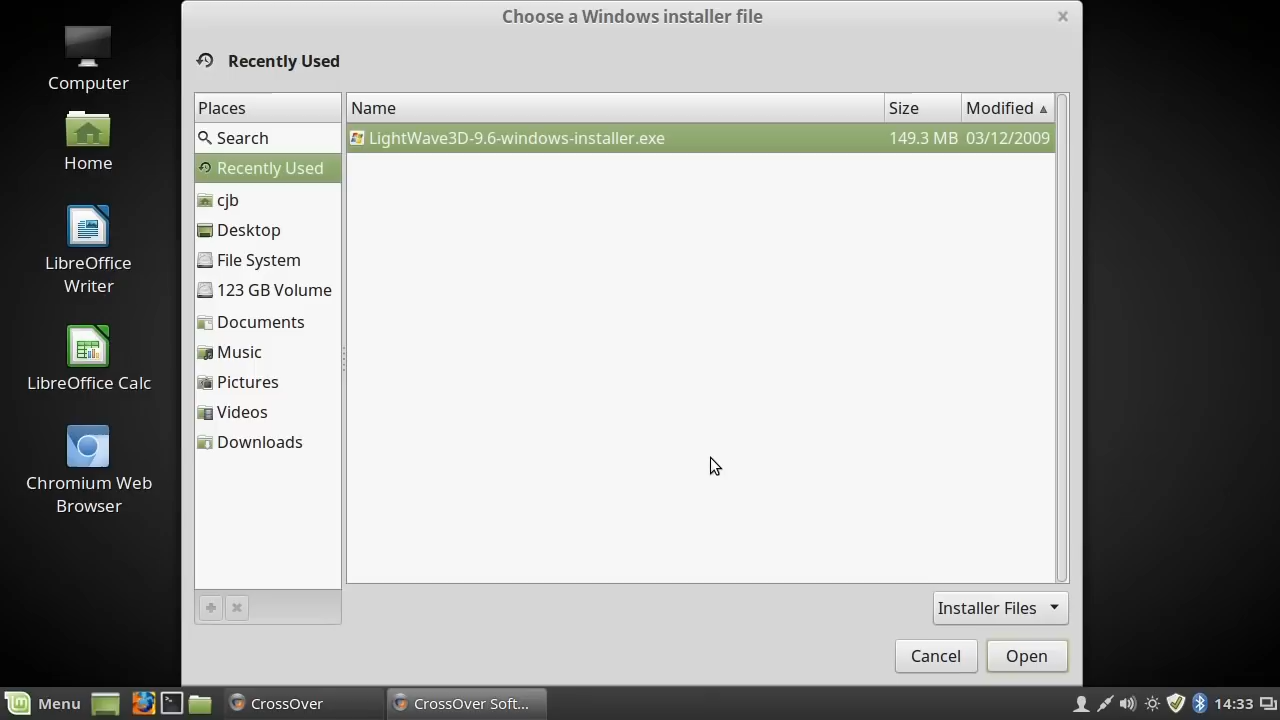 Choose a Windows installer file
Recently Used
Places
Search
Recently Used
cjb
Desktop
File System
123 GB Volume
Documents
Music
Pictures
Videos
Downloads
Name Size Modified
LightWave3D-9.6-windows-installer.exe 149.3 MB 03/12/2009
Installer Files
Cancel Open
Computer
Home
LibreOffice
Writer
LibreOffice Calc
Chromium Web
Browser
Menu CrossOver CrossOver Soft... 14:33